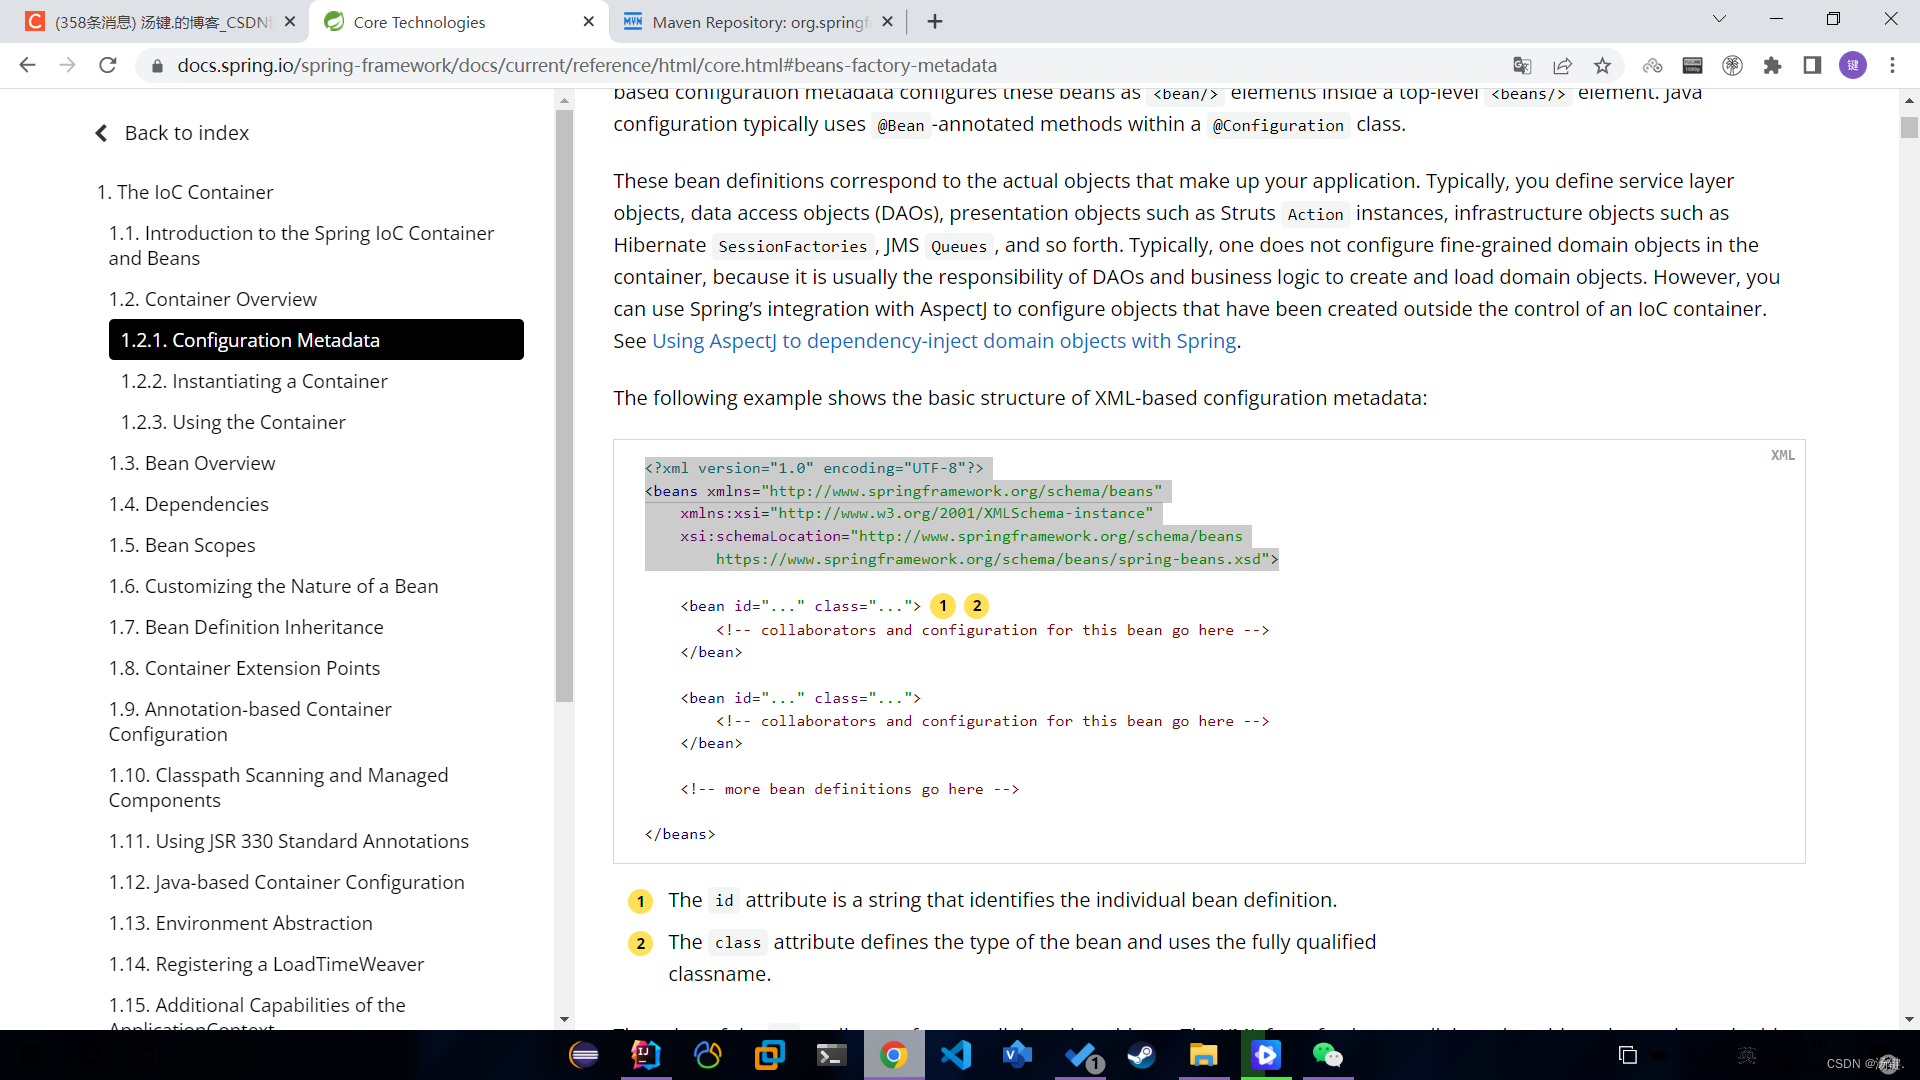 (358条消息) 汤键.的博客_CSDN
Core Technologies
Maven Repository: org.springf
docs.spring.io/spring-framework/docs/current/reference/html/core.html#beans-factory-metadata
键
Back to index
1. The IoC Container
1.1. Introduction to the Spring IoC Container
and Beans
1.2. Container Overview
1.2.1. Configuration Metadata
1.2.2. Instantiating a Container
1.2.3. Using the Container
1.3. Bean Overview
1.4. Dependencies
1.5. Bean Scopes
1.6. Customizing the Nature of a Bean
1.7. Bean Definition Inheritance
1.8. Container Extension Points
1.9. Annotation-based Container
Configuration
1.10. Classpath Scanning and Managed
Components
1.11. Using JSR 330 Standard Annotations
1.12. Java-based Container Configuration
1.13. Environment Abstraction
1.14. Registering a LoadTimeWeaver
1.15. Additional Capabilities of the
ApplicationContext
based configuration metadata configures these beans as <bean/> elements inside a top-level <beans/> element. Java
configuration typically uses @Bean-annotated methods within a @Configuration class.
These bean definitions correspond to the actual objects that make up your application. Typically, you define service layer
objects, data access objects (DAOs), presentation objects such as Struts Action instances, infrastructure objects such as
Hibernate SessionFactories, JMS Queues, and so forth. Typically, one does not configure fine-grained domain objects in the
container, because it is usually the responsibility of DAOs and business logic to create and load domain objects. However, you
can use Spring’s integration with AspectJ to configure objects that have been created outside the control of an IoC container.
See Using AspectJ to dependency-inject domain objects with Spring.
The following example shows the basic structure of XML-based configuration metadata:
XML
<?xml version="1.0" encoding="UTF-8"?>
<beans xmlns="http://www.springframework.org/schema/beans"
xmlns:xsi="http://www.w3.org/2001/XMLSchema-instance"
xsi:schemaLocation="http://www.springframework.org/schema/beans
https://www.springframework.org/schema/beans/spring-beans.xsd">
<bean id="..." class="..."> 1 2
<!-- collaborators and configuration for this bean go here -->
</bean>
<bean id="..." class="...">
<!-- collaborators and configuration for this bean go here -->
</bean>
<!-- more bean definitions go here -->
</beans>
1 The id attribute is a string that identifies the individual bean definition.
2 The class attribute defines the type of the bean and uses the fully qualified
classname.
1
英
CSDN @汤键.